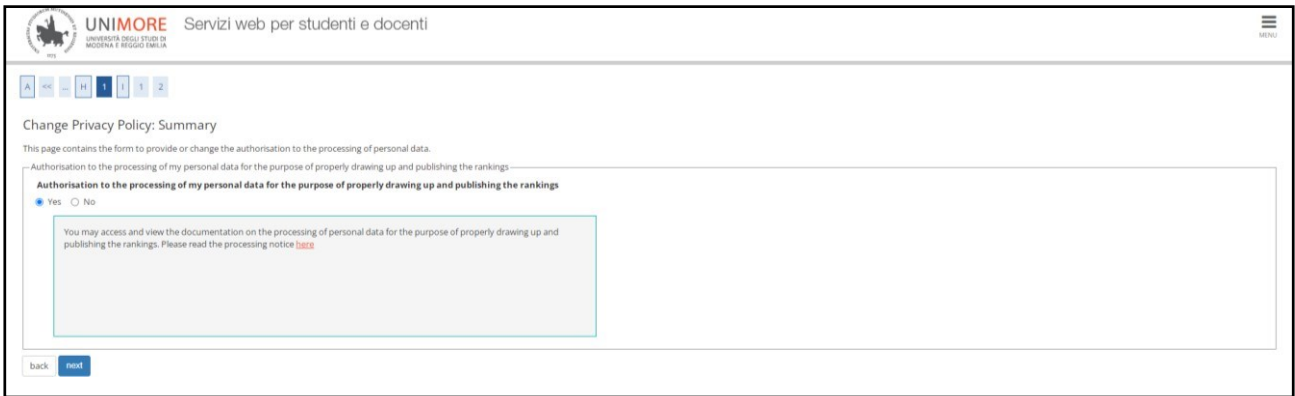 UNIMORE
UNIVERSITÀ DEGLI STUDI DI
MODENA E REGGIO EMILIA
1175
Servizi web per studenti e docenti
MENU
A << ... H 1 I 1 2
Change Privacy Policy: Summary
This page contains the form to provide or change the authorisation to the processing of personal data.
Authorisation to the processing of my personal data for the purpose of properly drawing up and publishing the rankings
Authorisation to the processing of my personal data for the purpose of properly drawing up and publishing the rankings
Yes No
You may access and view the documentation on the processing of personal data for the purpose of properly drawing up and
publishing the rankings. Please read the processing notice here
back next